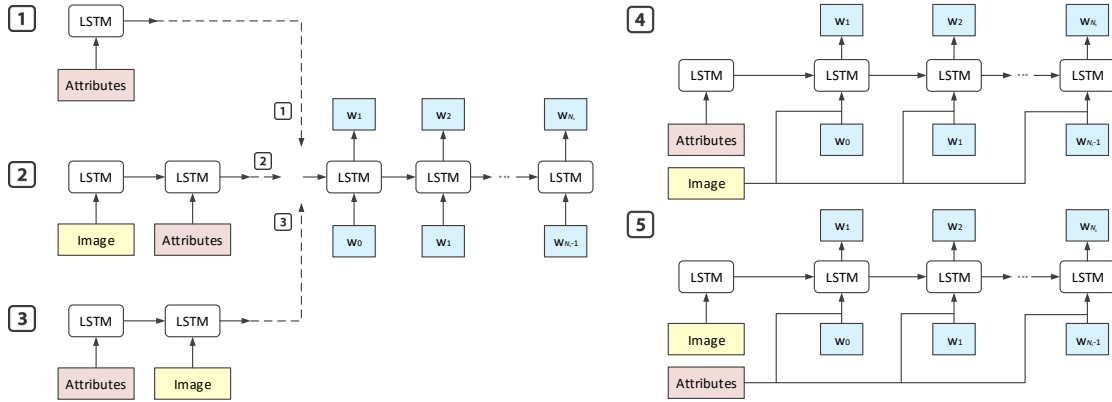 1
LSTM
Attributes
1
2
LSTM
LSTM
2
Image
Attributes
3
LSTM
LSTM
3
Attributes
Image
w1
w2
wNs
LSTM
LSTM
...
LSTM
w0
w1
wNs-1
4
w1
w2
wNs
LSTM
LSTM
LSTM
...
LSTM
Attributes
w0
w1
wNs-1
Image
5
w1
w2
wNs
LSTM
LSTM
LSTM
...
LSTM
Image
w0
w1
wNs-1
Attributes